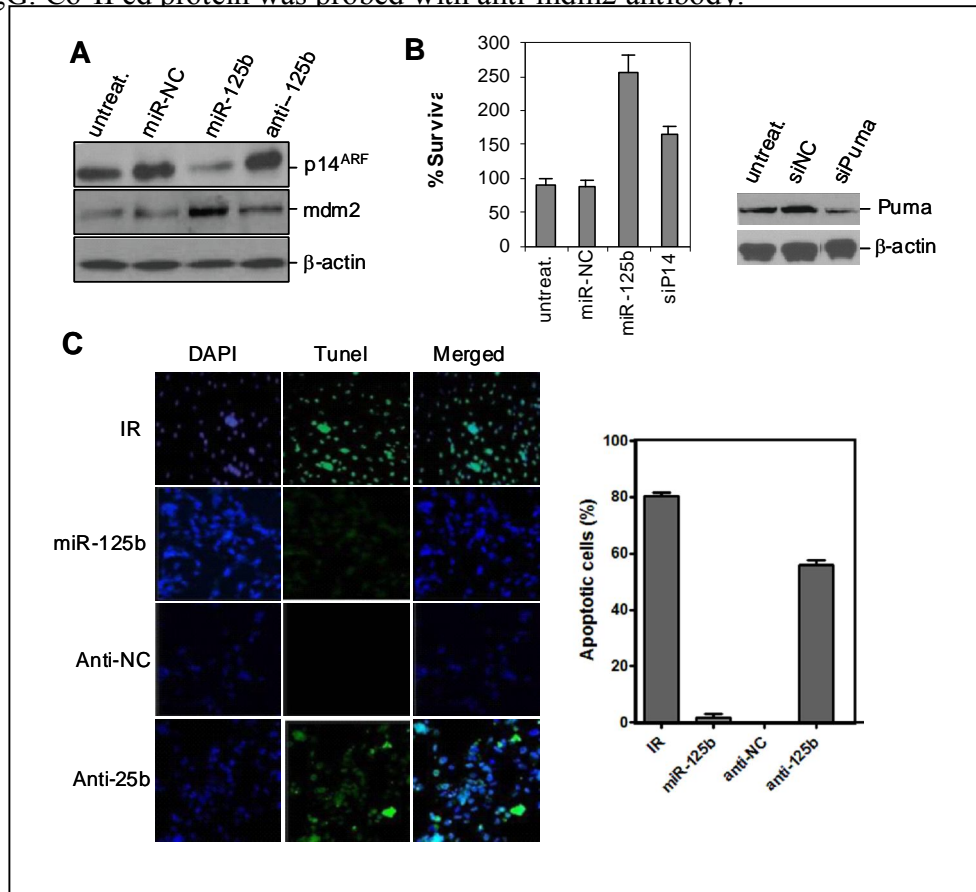 gG. Co-IPed protein was probed with anti-mdm2 antibody.
A
untreat.
miR-NC
miR-125b
anti–125b
p14ARF
mdm2
β-actin
B
% Surviva
300
250
200
150
100
50
0
untreat.
miR-NC
miR-125b
siP14
untreat.
siNC
siPuma
Puma
β-actin
C
DAPI Tunel Merged
IR
miR-125b
Anti-NC
Anti-25b
Apoptotic cells (%)
100
80
60
40
20
0
IR
miR-125b
anti-NC
anti-125b